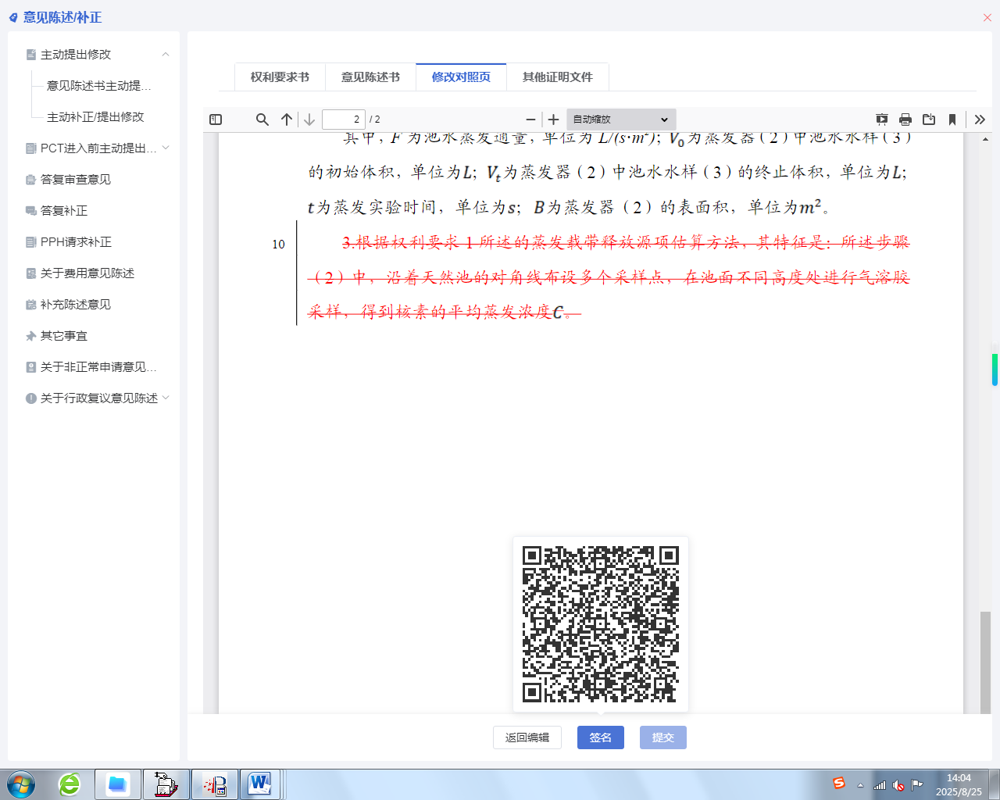 意见陈述/补正
主动提出修改
意见陈述书主动提...
主动补正/提出修改
PCT进入前主动提出...
答复审查意见
答复补正
PPH请求补正
关于费用意见陈述
补充陈述意见
其它事宜
关于非正常申请意见...
关于行政复议意见陈述
权利要求书 意见陈述书 修改对照页 其他证明文件
2 / 2 自动缩放
其中，F 为池水蒸发通量，单位为 L/(s·m²)；V₀为蒸发器（2）中池水水样（3）
的初始体积，单位为L；Vₜ为蒸发器（2）中池水水样（3）的终止体积，单位为L；
t为蒸发实验时间，单位为s；B为蒸发器（2）的表面积，单位为m²。
10 3.根据权利要求 1 所述的蒸发载带释放源项估算方法，其特征是：所述步骤
（2）中，沿着天然池的对角线布设多个采样点，在池面不同高度处进行气溶胶
采样，得到核素的平均蒸发浓度C。
返回编辑 签名 提交
14:04
2025/8/25